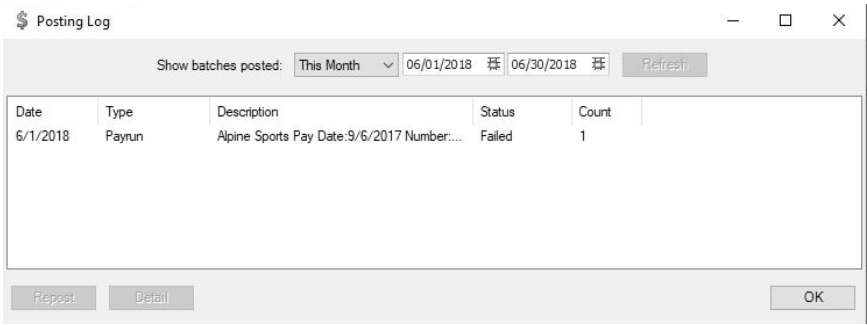 $ Posting Log
Show batches posted: This Month 06/01/2018 06/30/2018 Refresh
Date Type Description Status Count
6/1/2018 Payrun Alpine Sports Pay Date:9/6/2017 Number:... Failed 1
Repost Detail OK